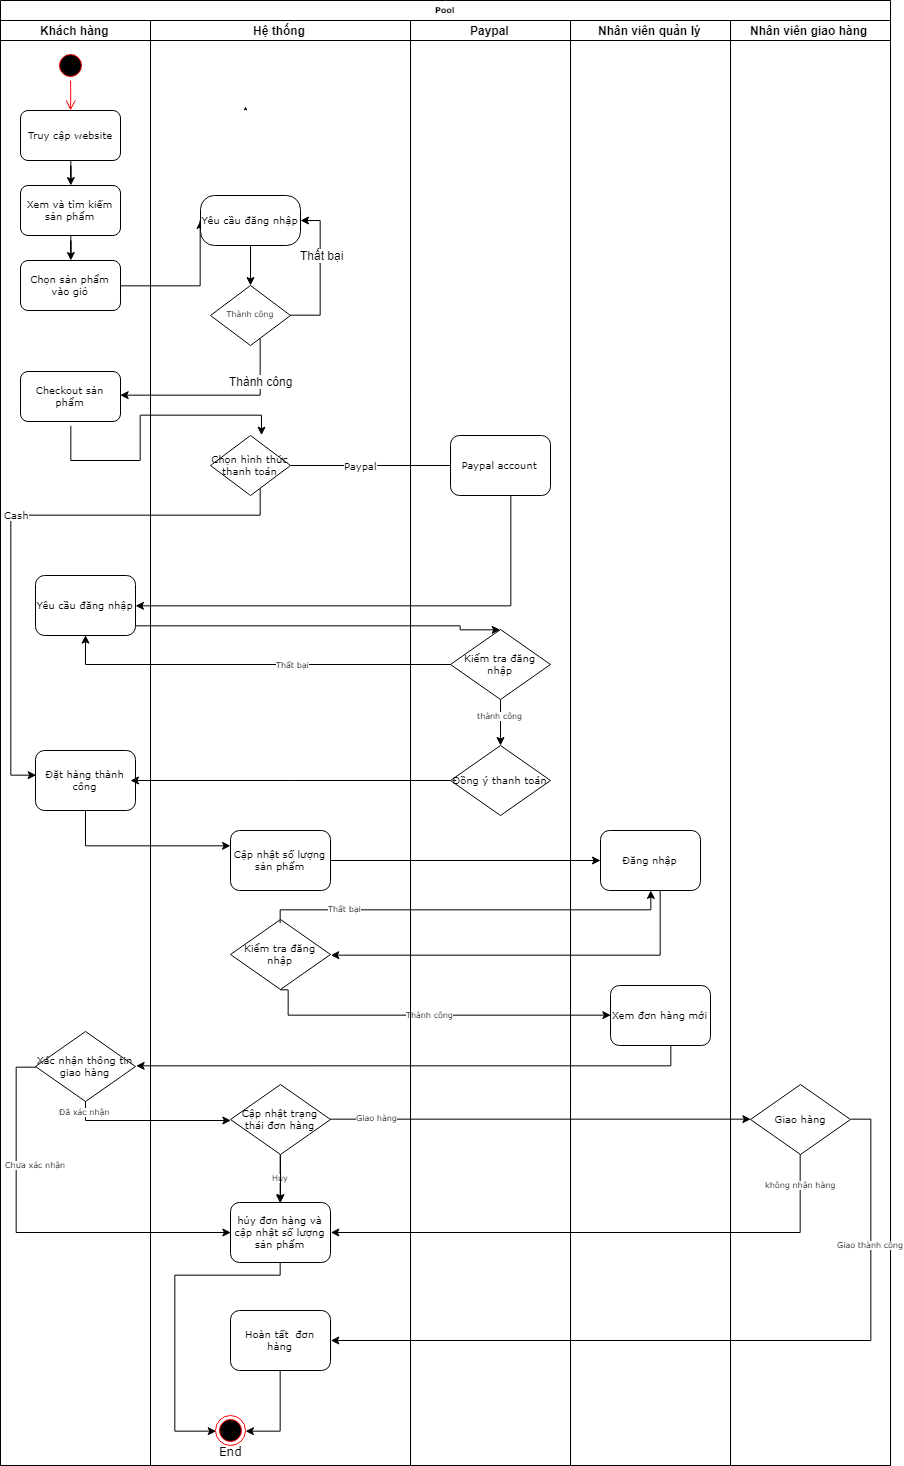 Pool
Khách hàng
Hệ thống
Paypal
Nhân viên quản lý
Nhân viên giao hàng
Truy cập website
Xem và tìm kiếm
sản phẩm
Yêu cầu đăng nhập
Thất bại
Chọn sản phẩm
vào giỏ
Thành công
Thành công
Checkout sản
phẩm
Chọn hình thức
thanh toán
Paypal
Paypal account
Cash
Yêu cầu đăng nhập
Kiểm tra đăng
nhập
Thất bại
thành công
Đặt hàng thành
công
Đồng ý thanh toán
Cập nhật số lượng
sản phẩm
Đăng nhập
Thất bại
Kiểm tra đăng
nhập
Thành công
Xem đơn hàng mới
Xác nhận thông tin
giao hàng
Đã xác nhận
Cập nhật trạng
thái đơn hàng
Giao hàng
Giao hàng
Chưa xác nhận
Hủy
không nhận hàng
hủy đơn hàng và
cập nhật số lượng
sản phẩm
Giao thành công
Hoàn tất đơn
hàng
End